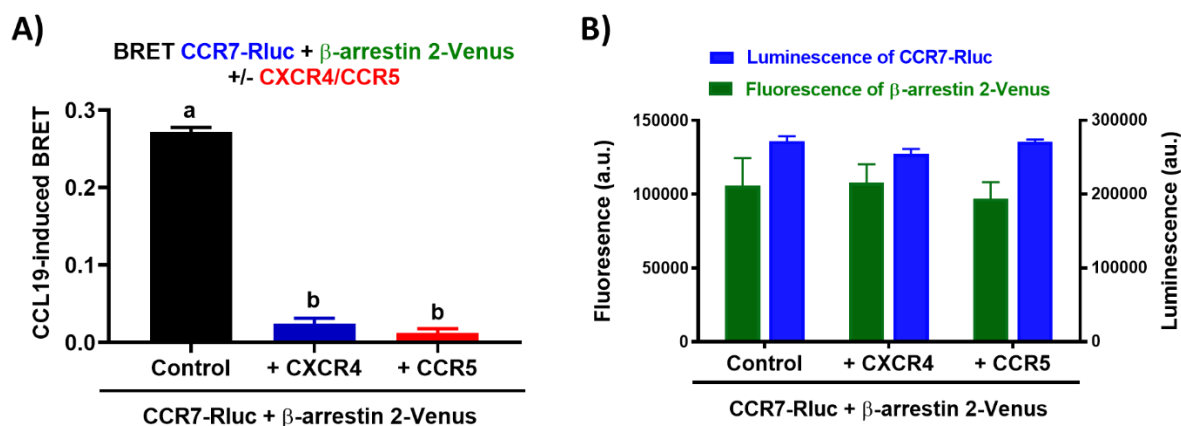 A)
BRET CCR7-Rluc + β-arrestin 2-Venus
+/- CXCR4/CCR5
CCL19-induced BRET
0.3
0.2
0.1
0.0
a
b
b
Control
+ CXCR4
+ CCR5
CCR7-Rluc + β-arrestin 2-Venus
B)
Luminescence of CCR7-Rluc
Fluorescence of β-arrestin 2-Venus
Fluoresence (a.u.)
150000
100000
50000
0
300000
200000
100000
0
Luminescence (au.)
Control
+ CXCR4
+ CCR5
CCR7-Rluc + β-arrestin 2-Venus